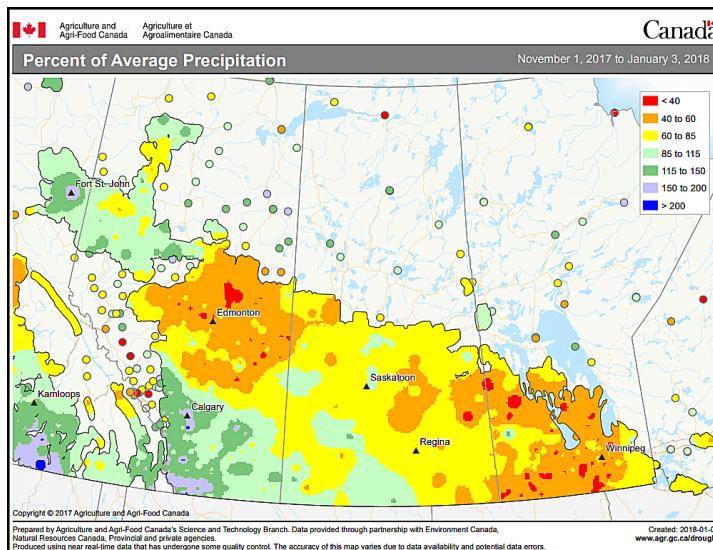 Agriculture and Agri-Food Canada
Agriculture et Agroalimentaire Canada
Canada
Percent of Average Precipitation
November 1, 2017 to January 3, 2018
< 40
40 to 60
60 to 85
85 to 115
115 to 150
150 to 200
> 200
Fort St. John
Edmonton
Saskatoon
Kamloops
Calgary
Regina
Winnipeg
Copyright © 2017 Agriculture and Agri-Food Canada
Prepared by Agriculture and Agri-Food Canada's Science and Technology Branch. Data provided through partnership with Environment Canada,
Natural Resources Canada, Provincial and private agencies.
Produced using near real-time data that has undergone some quality control. The accuracy of this map varies due to data availability and potential data errors.
Created: 2018-01-0
www.agr.gc.ca/drough